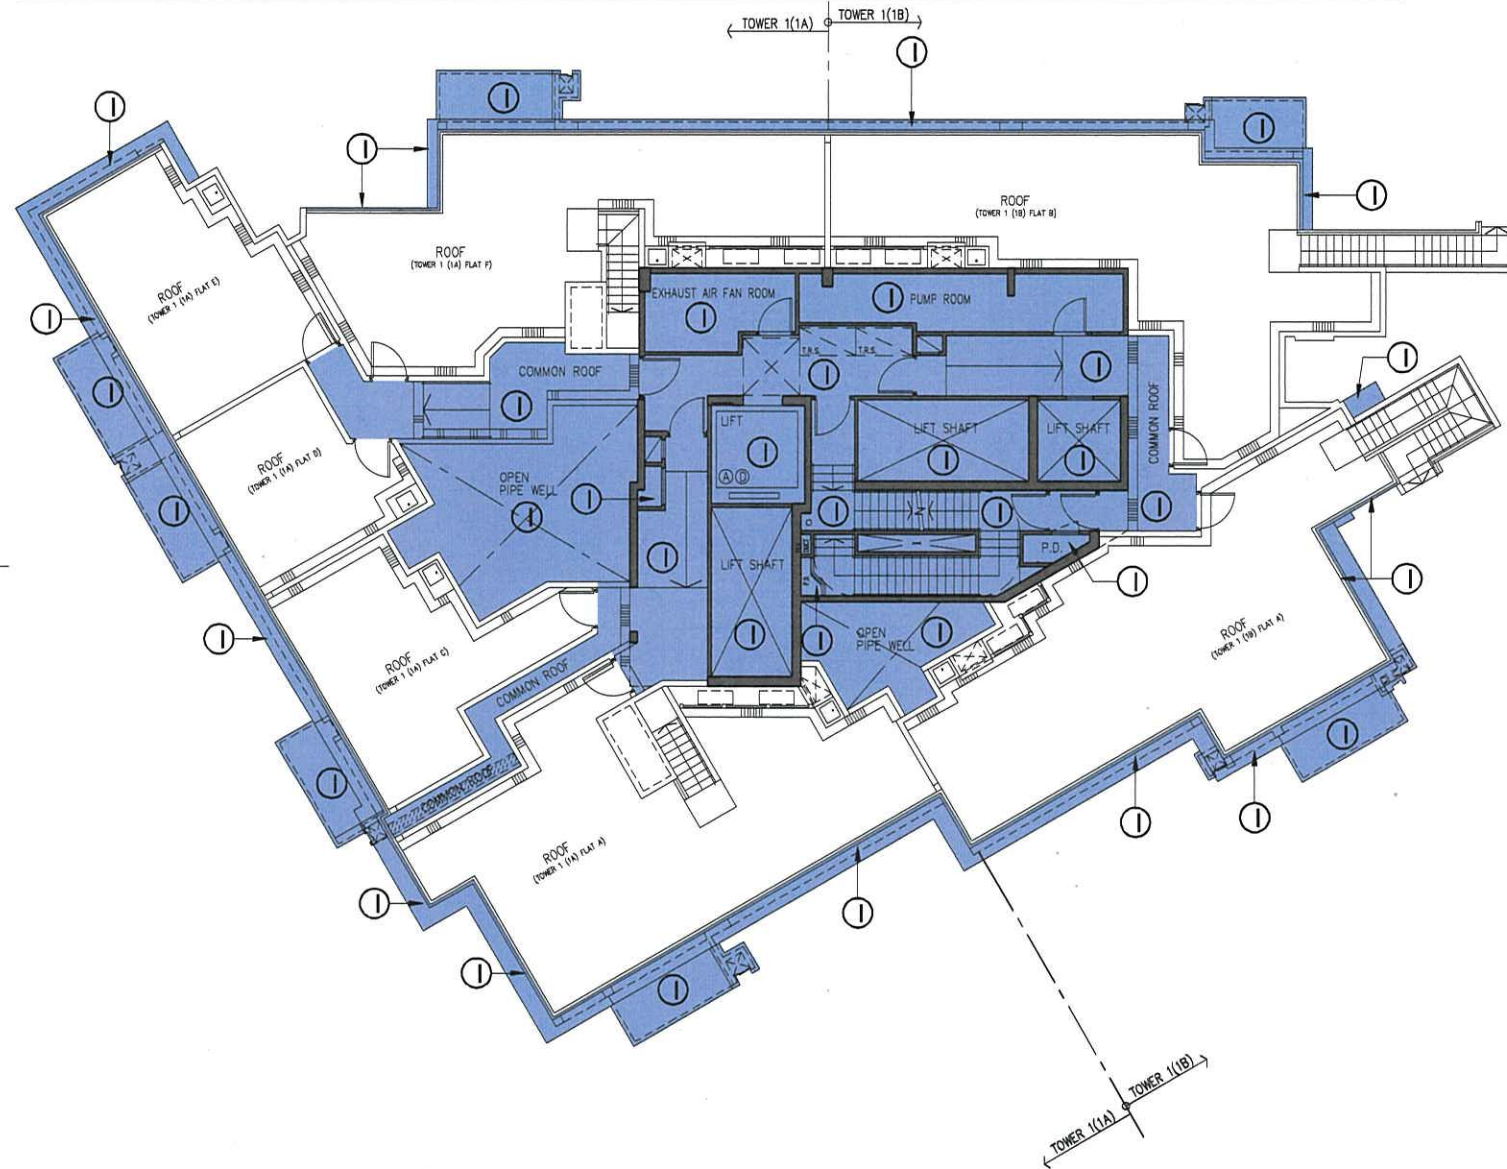 TOWER 1(1A)
TOWER 1(1B)
ROOF
(TOWER 1 (1B) FLAT B)
ROOF
(TOWER 1 (1A) FLAT F)
ROOF
(TOWER 1 (1A) FLAT E)
EXHAUST AIR FAN ROOM
PUMP ROOM
T.R.S.
T.R.S.
COMMON ROOF
COMMON ROOF
LIFT
A D
LIFT SHAFT
LIFT SHAFT
ROOF
(TOWER 1 (1A) FLAT D)
OPEN
PIPE WELL
P.D.
LIFT SHAFT
OPEN
PIPE WELL
ROOF
(TOWER 1 (1B) FLAT A)
ROOF
(TOWER 1 (1A) FLAT C)
COMMON ROOF
COMMON ROOF
ROOF
(TOWER 1 (1A) FLAT A)
TOWER 1(1B)
TOWER 1(1A)